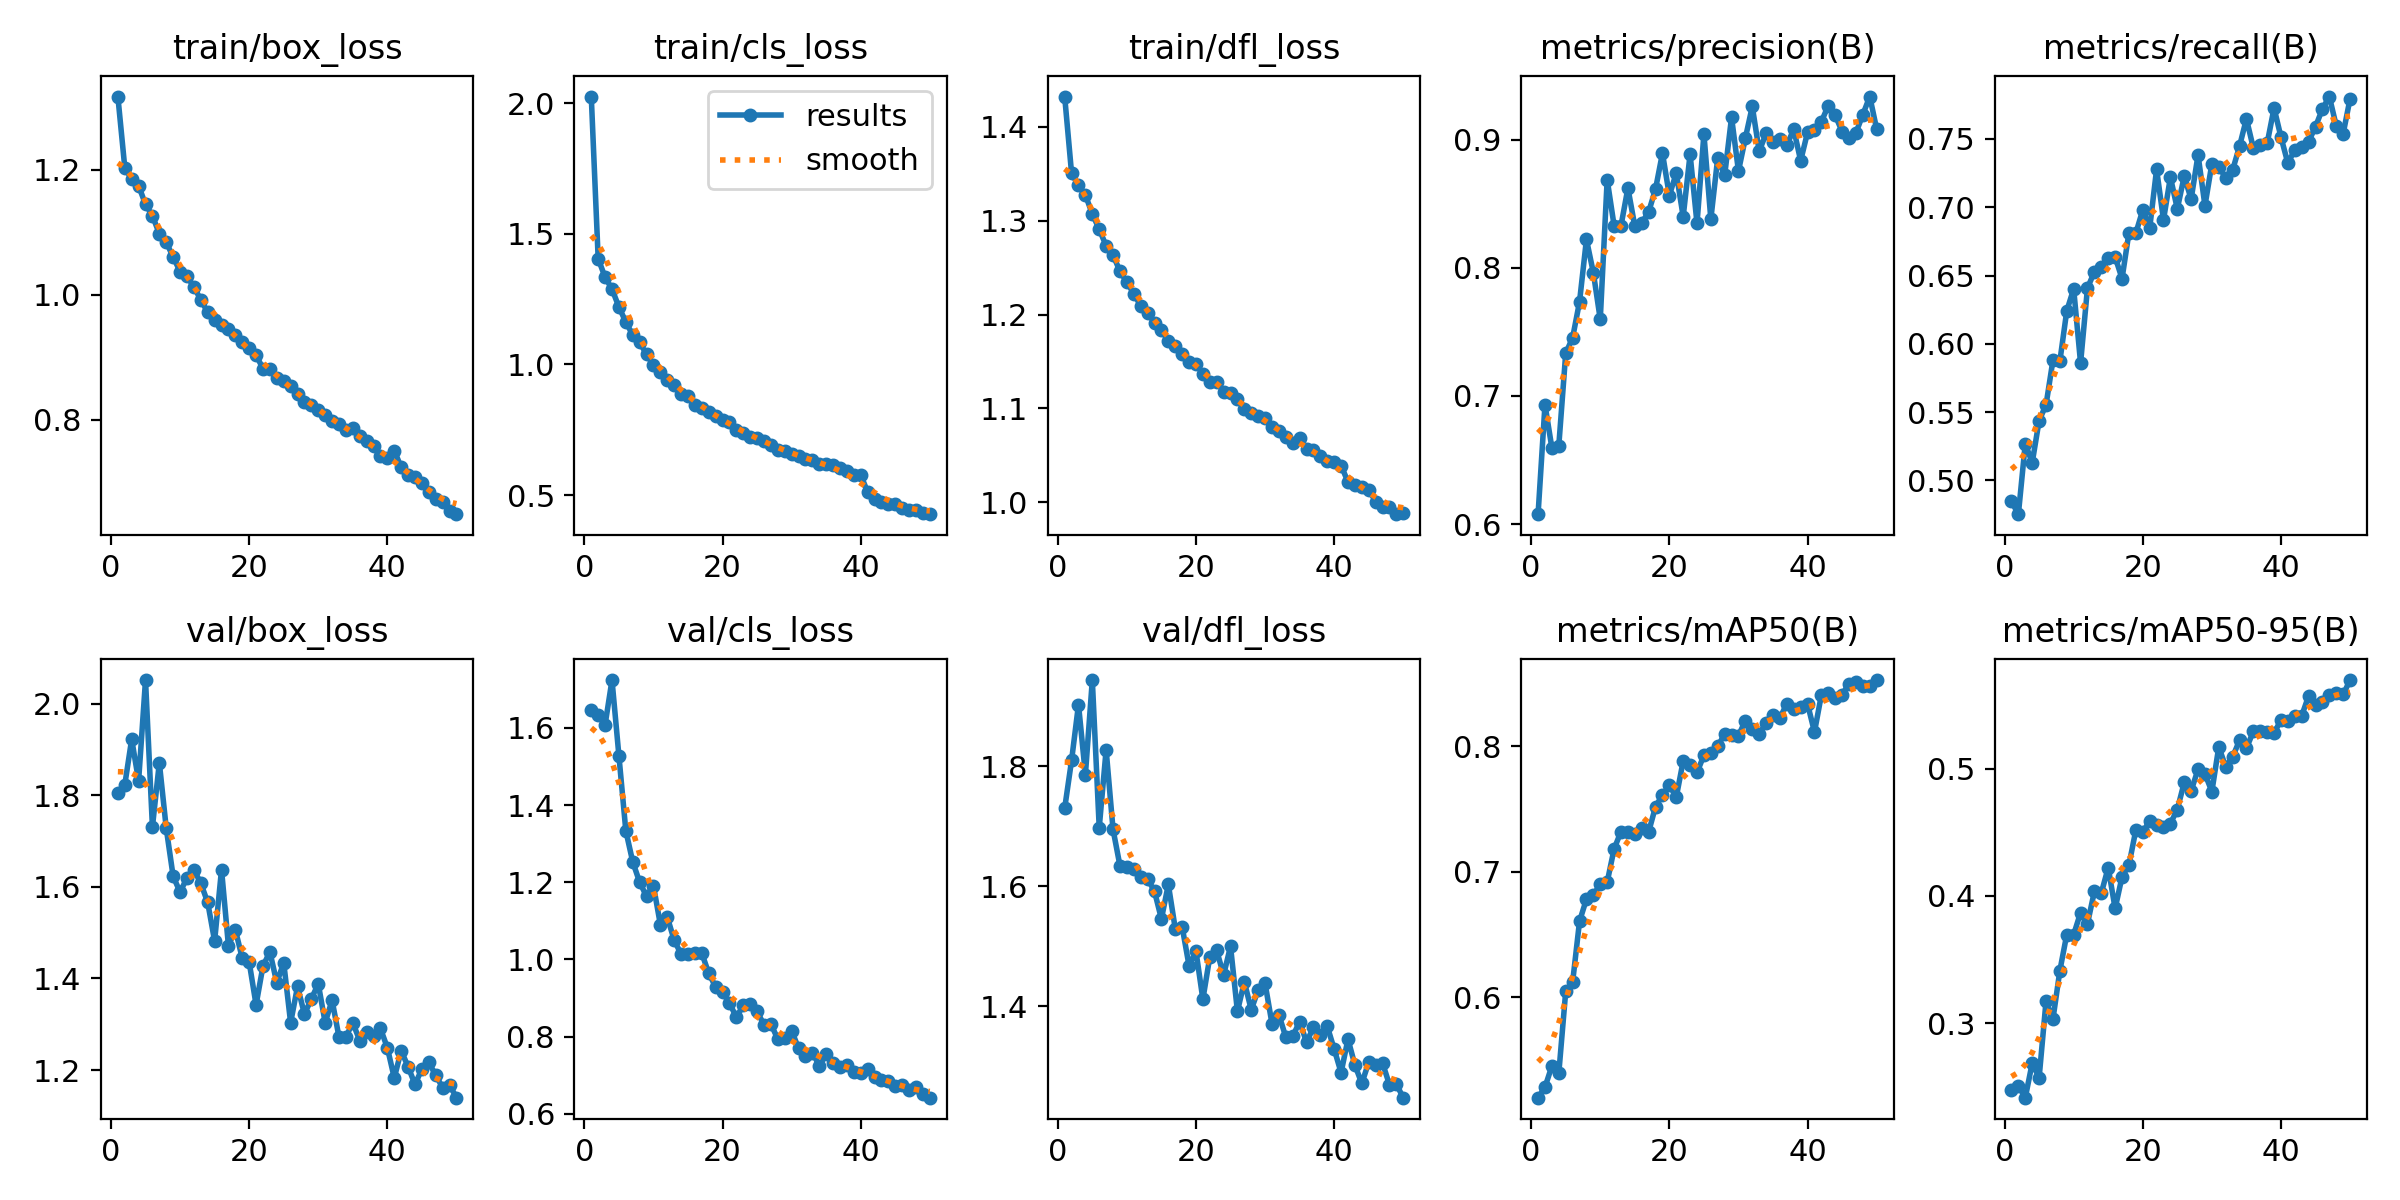 train/box_loss
1.2
1.0
0.8
0 20 40
train/cls_loss
results
smooth
2.0
1.5
1.0
0.5
0 20 40
train/dfl_loss
1.4
1.3
1.2
1.1
1.0
0 20 40
metrics/precision(B)
0.9
0.8
0.7
0.6
0 20 40
metrics/recall(B)
0.75
0.70
0.65
0.60
0.55
0.50
0 20 40
val/box_loss
2.0
1.8
1.6
1.4
1.2
0 20 40
val/cls_loss
1.6
1.4
1.2
1.0
0.8
0.6
0 20 40
val/dfl_loss
1.8
1.6
1.4
0 20 40
metrics/mAP50(B)
0.8
0.7
0.6
0 20 40
metrics/mAP50-95(B)
0.5
0.4
0.3
0 20 40